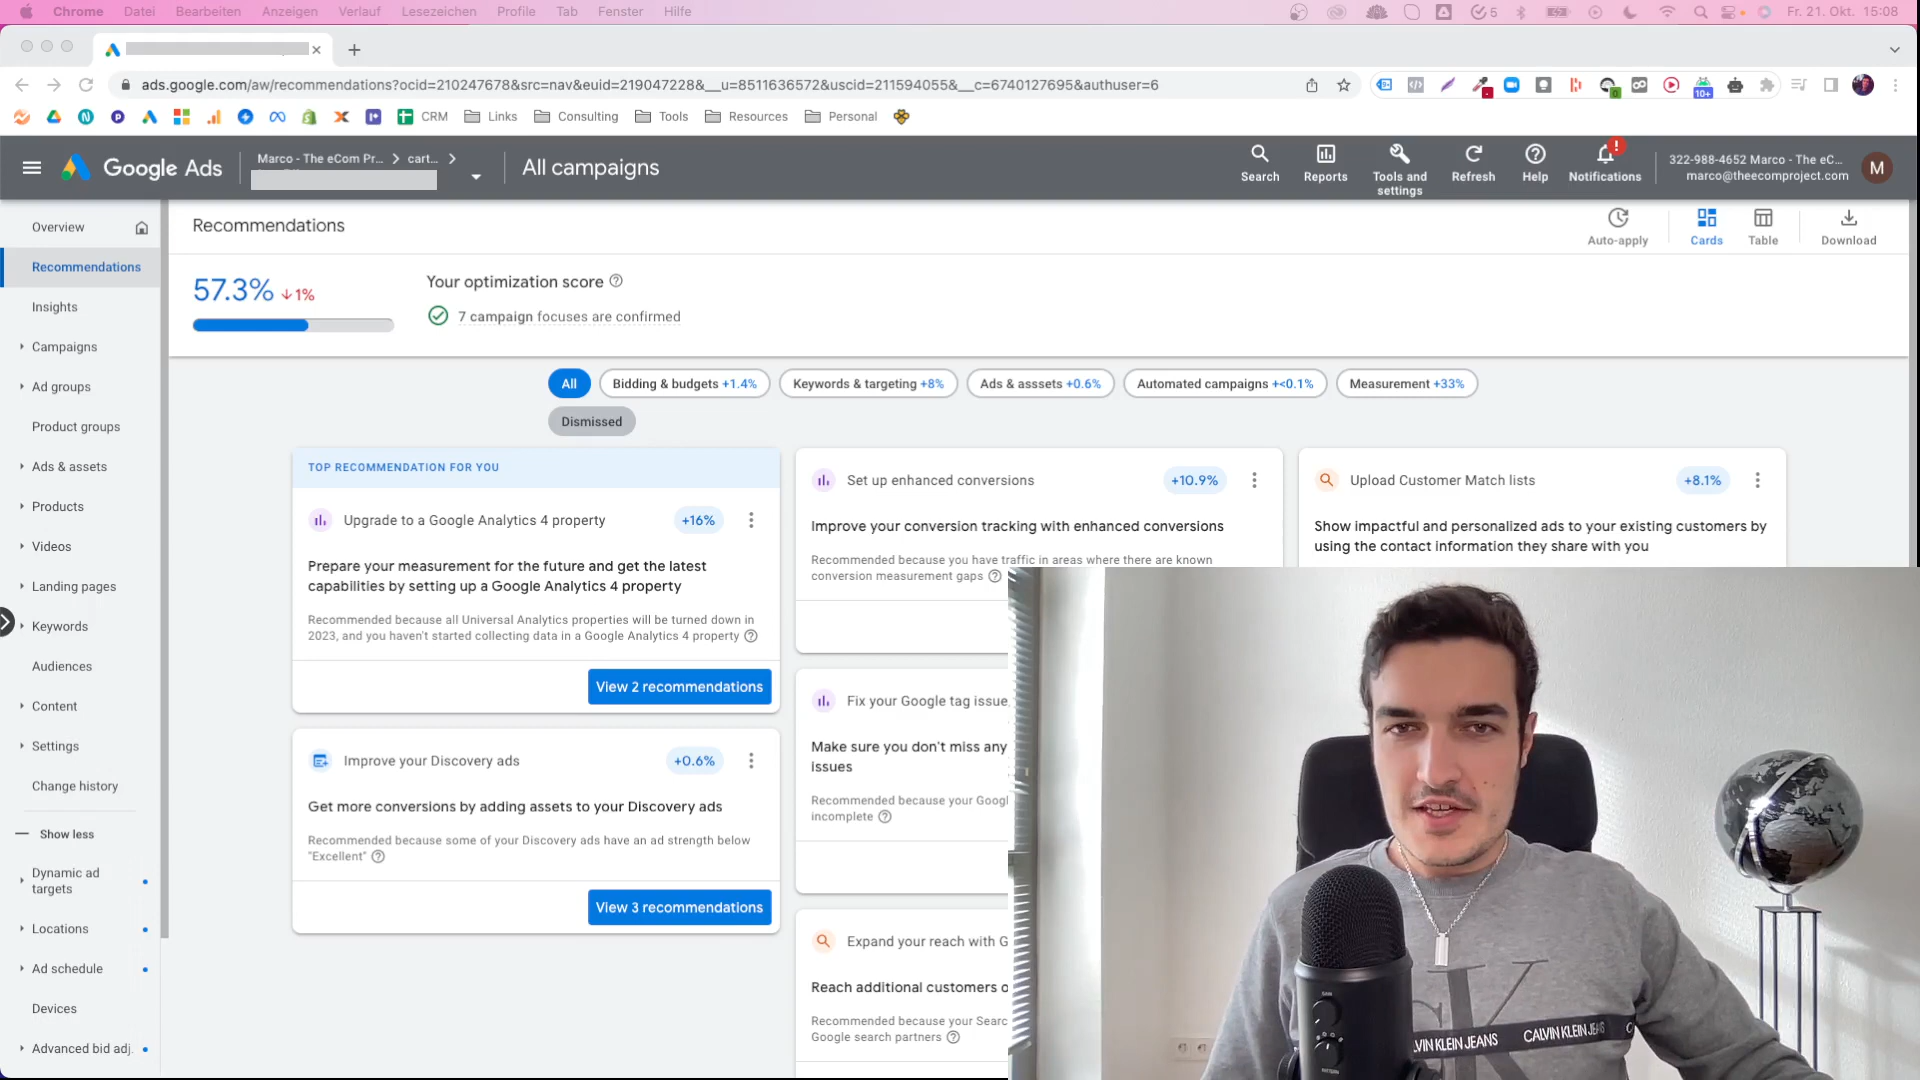 Chrome Datei Bearbeiten Anzeigen Verlauf Lesezeichen Profile Tab Fenster Hilfe 5 Fr. 21. Okt. 15:08
ads.google.com/aw/recommendations?ocid=210247678&src=nav&euid=219047228&__u=8511636572&uscid=211594055&__c=6740127695&authuser=6
0
10+
CRM Links Consulting Tools Resources Personal
Google Ads
Marco - The eCom Pr... cart...
All campaigns
Search
Reports
Tools and settings
Refresh
Help
Notifications
322-988-4652 Marco - The eC...
marco@theecomproject.com
M
Overview
Recommendations
Insights
Campaigns
Ad groups
Product groups
Ads & assets
Products
Videos
Landing pages
Keywords
Audiences
Content
Settings
Change history
Show less
Dynamic ad
targets
Locations
Ad schedule
Devices
Advanced bid adj.
Recommendations
Auto-apply
Cards
Table
Download
57.3% ↓1%
Your optimization score
7 campaign focuses are confirmed
All
Bidding & budgets +1.4%
Keywords & targeting +8%
Ads & asssets +0.6%
Automated campaigns +<0.1%
Measurement +33%
Dismissed
TOP RECOMMENDATION FOR YOU
Upgrade to a Google Analytics 4 property +16%
Prepare your measurement for the future and get the latest
capabilities by setting up a Google Analytics 4 property
Recommended because all Universal Analytics properties will be turned down in
2023, and you haven't started collecting data in a Google Analytics 4 property
View 2 recommendations
Improve your Discovery ads +0.6%
Get more conversions by adding assets to your Discovery ads
Recommended because some of your Discovery ads have an ad strength below
"Excellent"
View 3 recommendations
Set up enhanced conversions +10.9%
Improve your conversion tracking with enhanced conversions
Recommended because you have traffic in areas where there are known
conversion measurement gaps
Fix your Google tag issue
Make sure you don't miss any
issues
Recommended because your Googl
incomplete
Expand your reach with G
Reach additional customers o
Recommended because your Searc
Google search partners
Upload Customer Match lists +8.1%
Show impactful and personalized ads to your existing customers by
using the contact information they share with you
CK
LVIN KLEIN JEANS CALVIN KLEIN JEANS